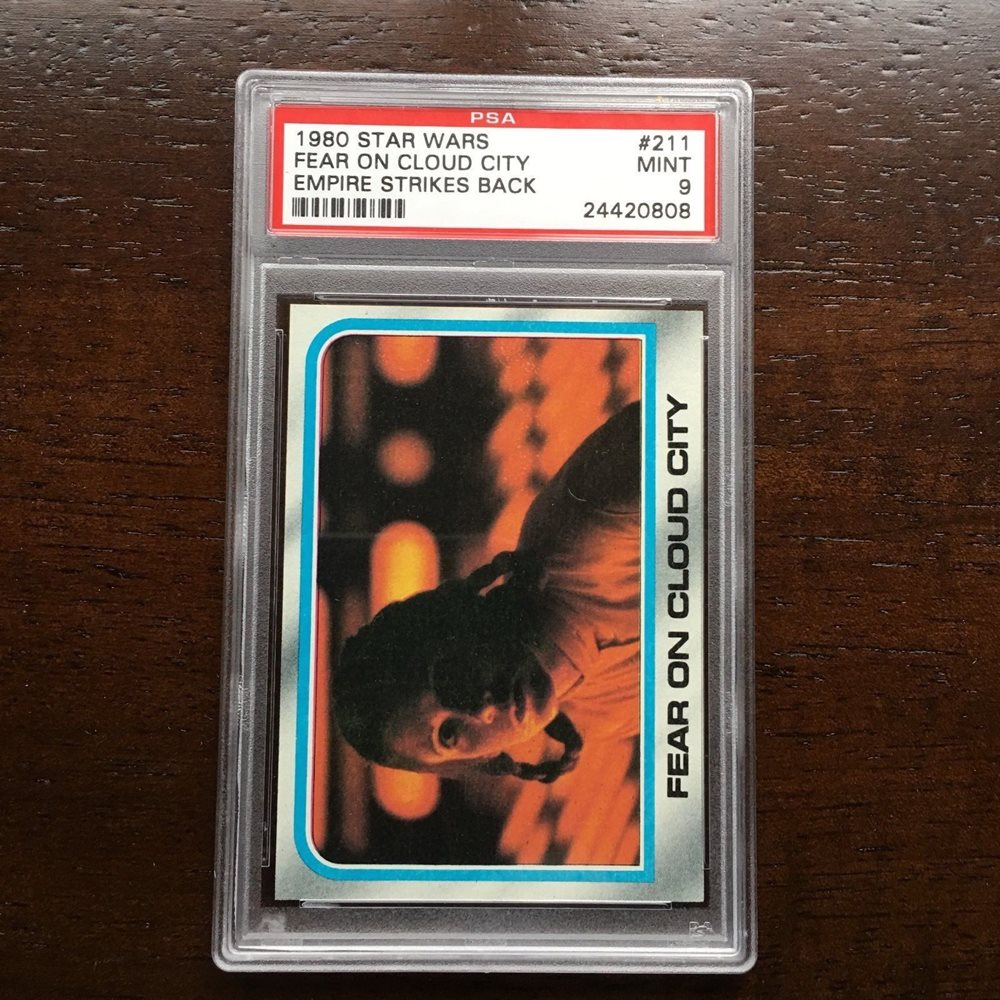 PSA
1980 STAR WARS #211
FEAR ON CLOUD CITY MINT
EMPIRE STRIKES BACK 9
24420808
FEAR ON CLOUD CITY